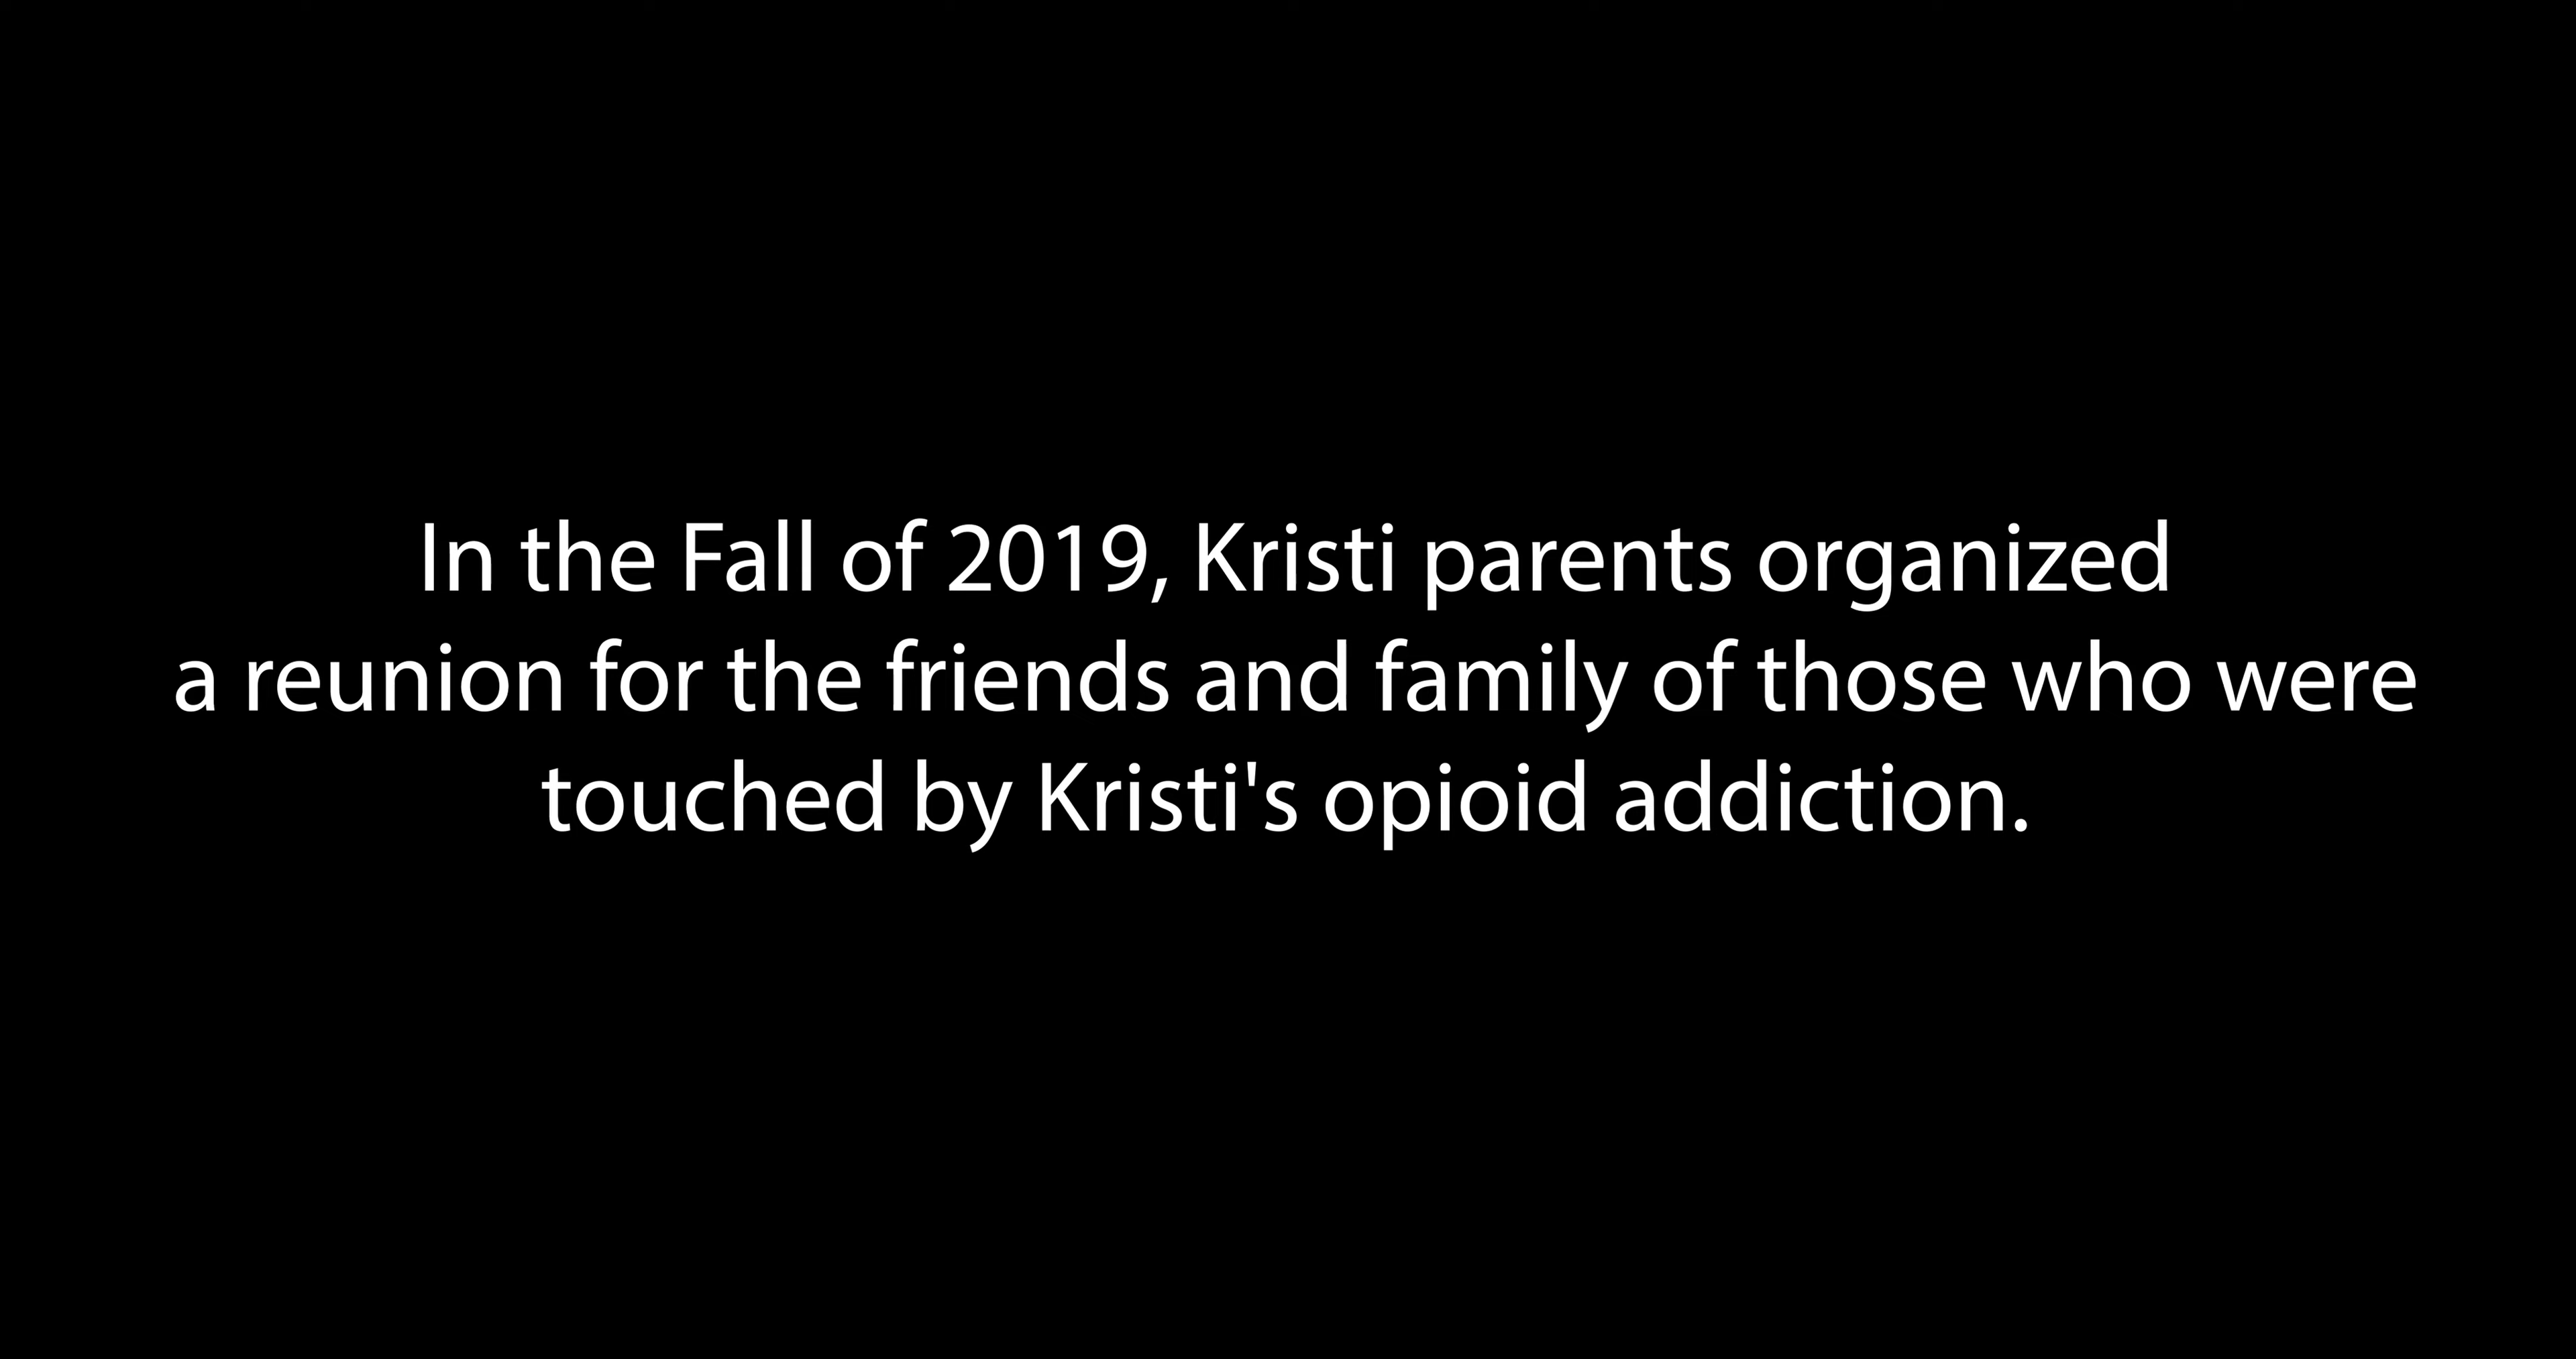 In the Fall of 2019, Kristi parents organized
a reunion for the friends and family of those who were
touched by Kristi's opioid addiction.